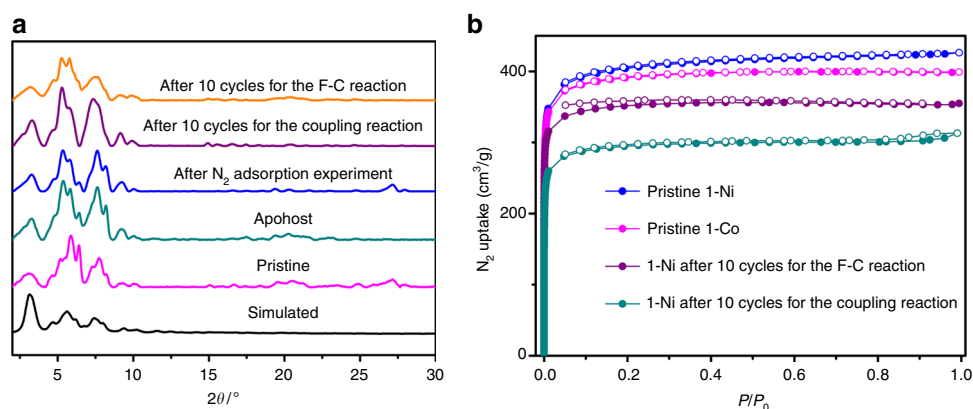 a
After 10 cycles for the F-C reaction
After 10 cycles for the coupling reaction
After N₂ adsorption experiment
Apohost
Pristine
Simulated
5 10 15 20 25 30
2θ/°
b
N₂ uptake (cm³/g)
400
300
200
0
Pristine 1-Ni
Pristine 1-Co
1-Ni after 10 cycles for the F-C reaction
1-Ni after 10 cycles for the coupling reaction
0.0 0.2 0.4 0.6 0.8 1.0
P/P₀